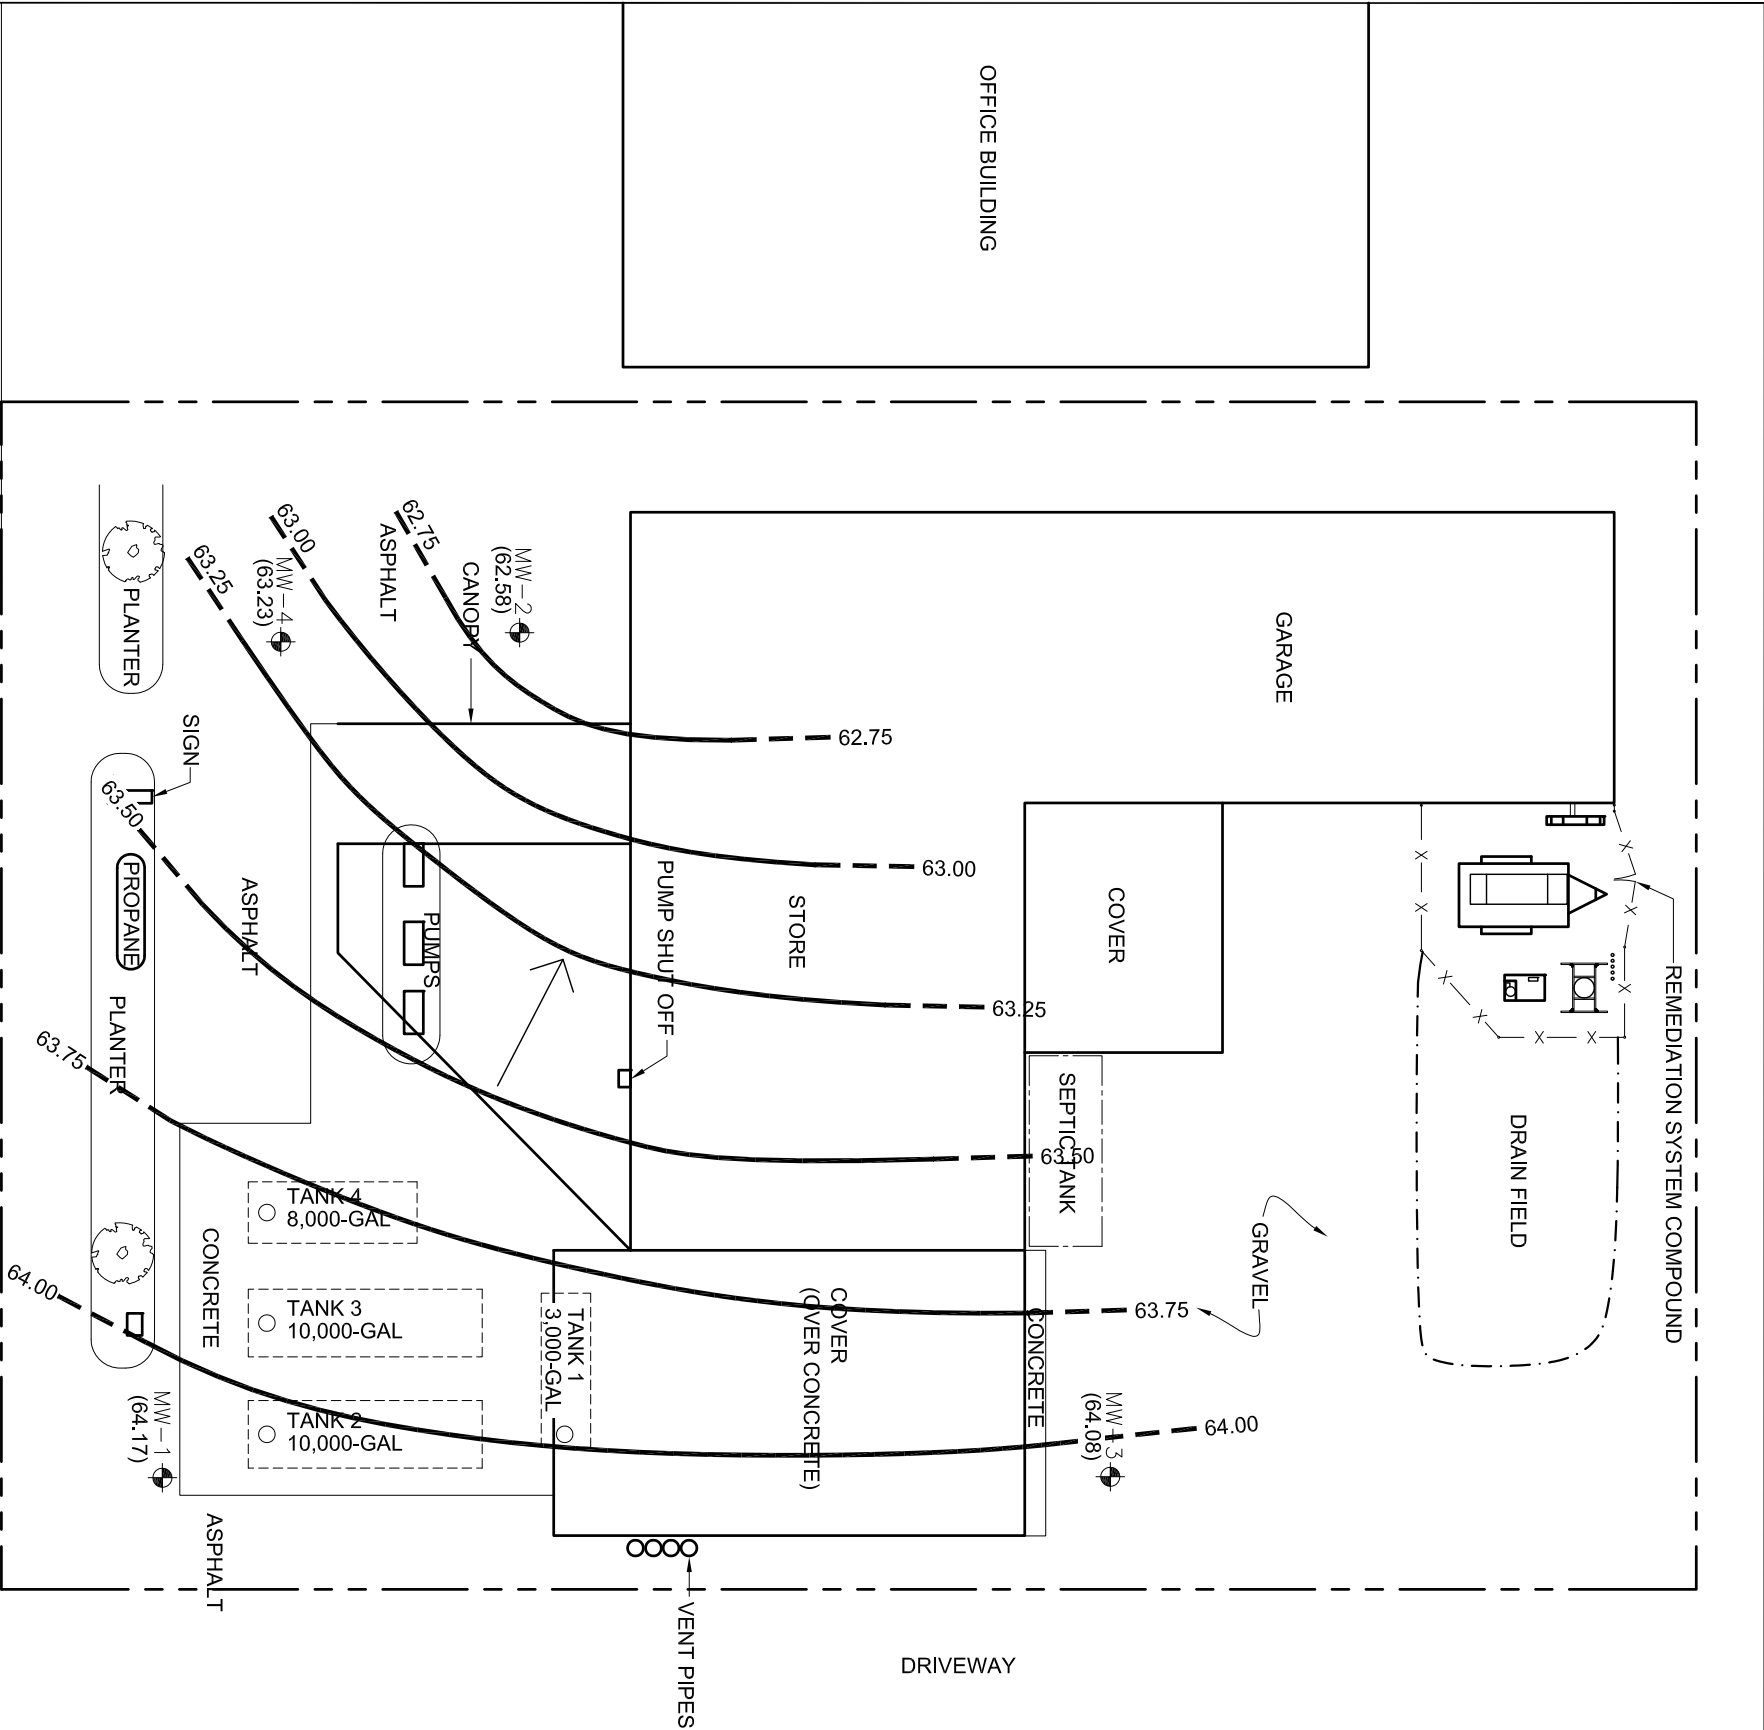 OFFICE BUILDING
GARAGE
STORE
COVER
REMEDIATION SYSTEM COMPOUND
DRAIN FIELD
GRAVEL
SEPTIC TANK
PUMP SHUT OFF
PUMPS
CANOPY
ASPHALT
MW-2
(62.58)
MW-4
(63.23)
62.75
63.00
63.25
63.50
63.75
64.00
62.75
63.00
63.25
63.50
63.75
64.00
PLANTER
SIGN
PROPANE
PLANTER
ASPHALT
CONCRETE
TANK 4
8,000-GAL
TANK 3
10,000-GAL
TANK 2
10,000-GAL
TANK 1
3,000-GAL
COVER
(OVER CONCRETE)
CONCRETE
MW-3
(64.08)
MW-1
(64.17)
ASPHALT
VENT PIPES
DRIVEWAY
X
X
X
X
X
X
X
X
X
X